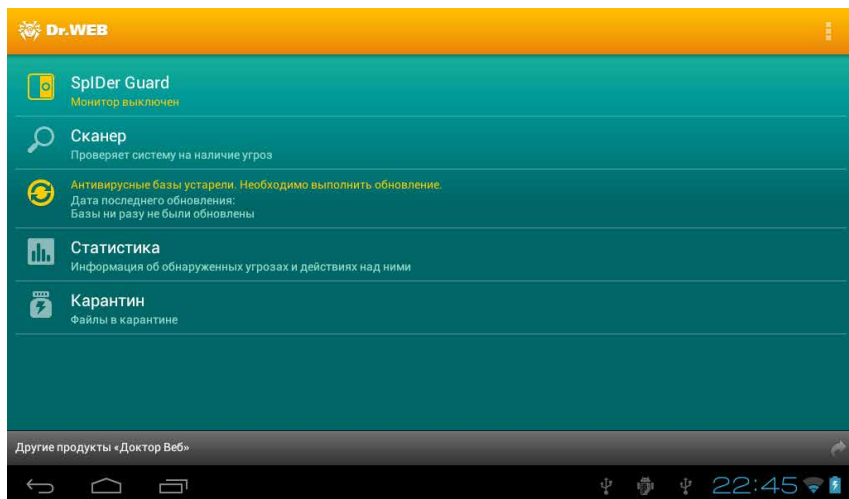 Dr.WEB
SpIDer Guard
Монитор выключен
Сканер
Проверяет систему на наличие угроз
Антивирусные базы устарели. Необходимо выполнить обновление.
Дата последнего обновления:
Базы ни разу не были обновлены
Статистика
Информация об обнаруженных угрозах и действиях над ними
Карантин
Файлы в карантине
Другие продукты «Доктор Веб»
22:45